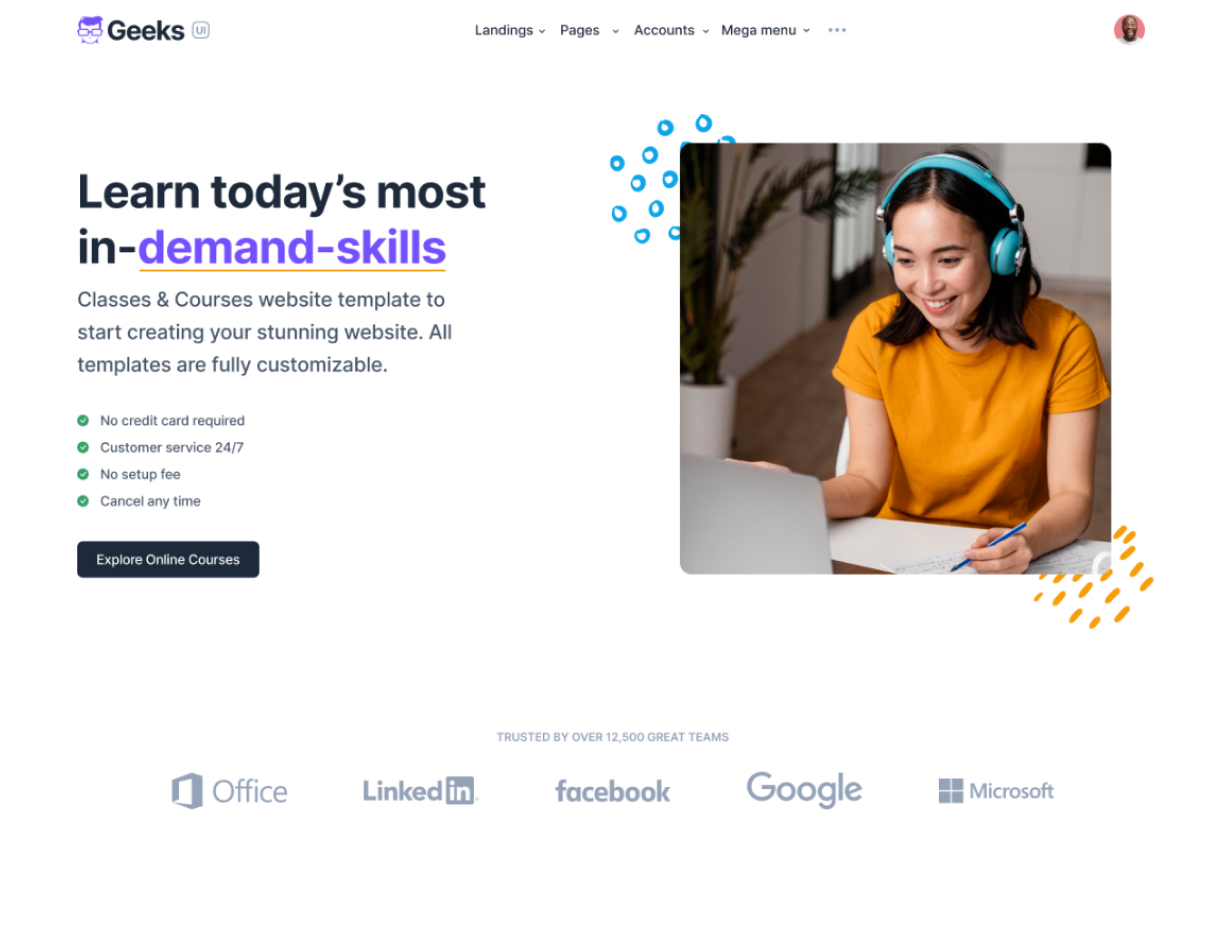 Geeks UI
Landings Pages Accounts Mega menu
Learn today’s most
in-demand-skills
Classes & Courses website template to
start creating your stunning website. All
templates are fully customizable.
No credit card required
Customer service 24/7
No setup fee
Cancel any time
Explore Online Courses
TRUSTED BY OVER 12,500 GREAT TEAMS
Office Linked in facebook Google Microsoft